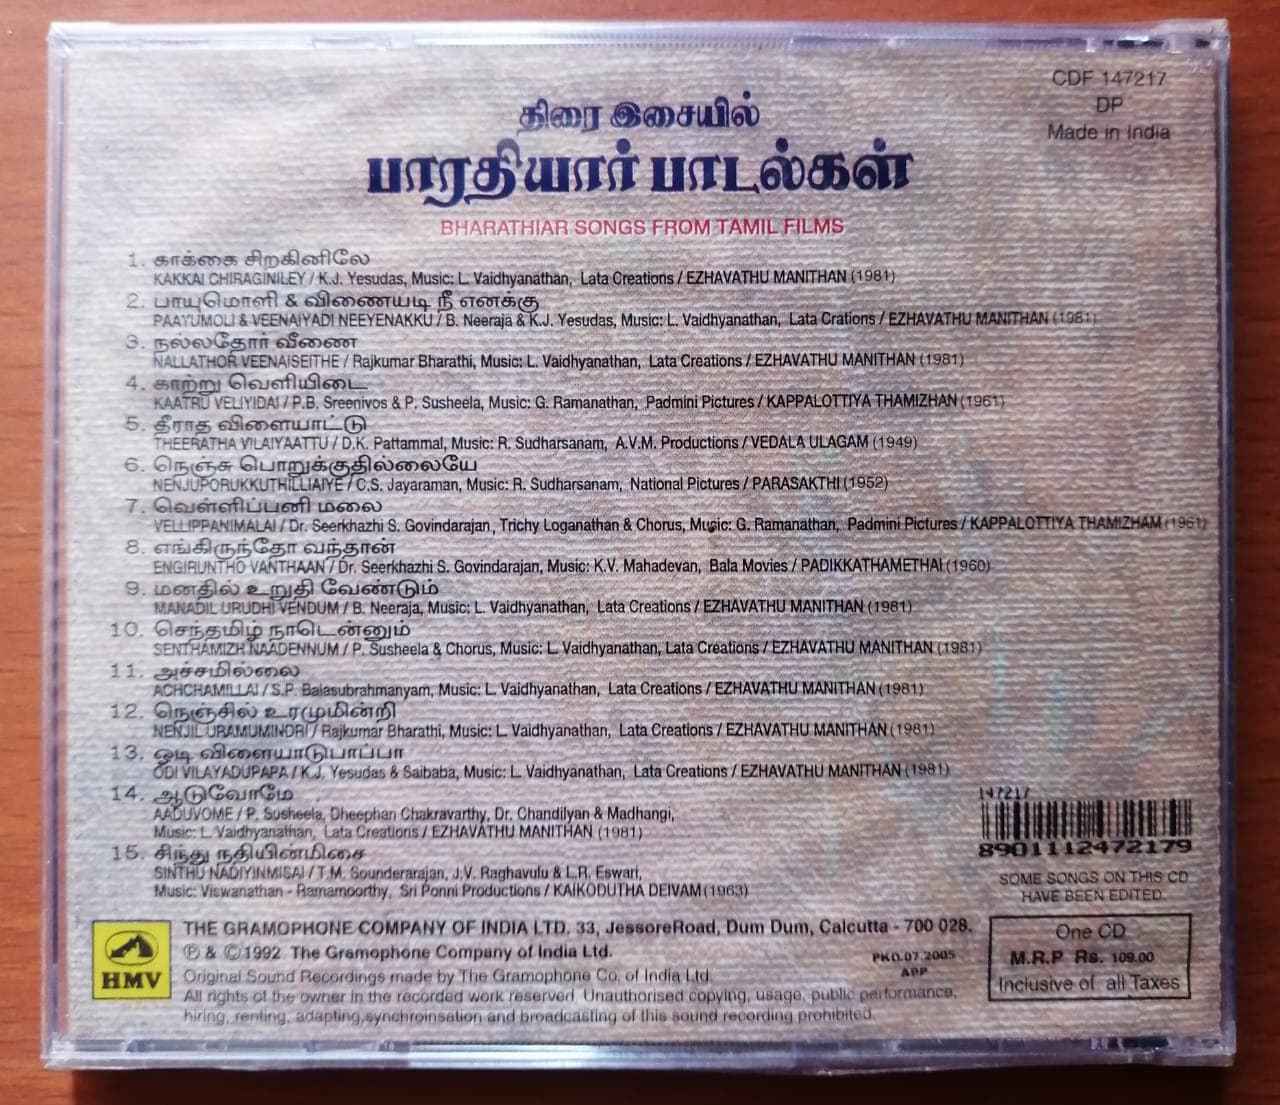 CDF 147217
DP
Made in India
திரை இசையில்
பாரதியார் பாடல்கள்
BHARATHIAR SONGS FROM TAMIL FILMS
1. காக்கை சிறகினிலே
KAKKAI CHIRAGINILEY / K.J. Yesudas, Music: L. Vaidhyanathan, Lata Creations / EZHAVATHU MANITHAN (1981)
2. பாயுமொளி & விணையடி நீ எனக்கு
PAAYUMOLI & VEENAIYADI NEEYENAKKU / B. Neeraja & K.J. Yesudas, Music: L. Vaidhyanathan, Lata Crations / EZHAVATHU MANITHAN (1981)
3. நல்லதோர் வீணை
NALLATHOR VEENAISEITHE / Rajkumar Bharathi, Music: L. Vaidhyanathan, Lata Creations / EZHAVATHU MANITHAN (1981)
4. காற்று வெளியிடை
KAATRU VELIYIDAI / P.B. Sreenivos & P. Susheela, Music: G. Ramanathan, Padmini Pictures / KAPPALOTTIYA THAMIZHAN (1961)
5. தீராத விளையாட்டு
THEERATHA VILAIYAATTU / D.K. Pattammal, Music: R. Sudharsanam, A.V.M. Productions / VEDALA ULAGAM (1949)
6. நெஞ்சு பொறுக்குதில்லையே
NENJUPORUKKUTHILLIAIYE / C.S. Jayaraman, Music: R. Sudharsanam, National Pictures / PARASAKTHI (1952)
7. வெள்ளிப்பனி மலை
VELLIPPANIMALAI / Dr. Seerkhazhi S. Govindarajan, Trichy Loganathan & Chorus, Music: G. Ramanathan, Padmini Pictures / KAPPALOTTIYA THAMIZHAM (1961)
8. எங்கிருந்தோ வந்தான்
ENGIRUNTHO VANTHAAN / Dr. Seerkhazhi S. Govindarajan, Music: K.V. Mahadevan, Bala Movies / PADIKKATHAMETHAI (1960)
9. மனதில் உறுதி வேண்டும்
MANADIL URUDHI VENDUM / B. Neeraja, Music: L. Vaidhyanathan, Lata Creations / EZHAVATHU MANITHAN (1981)
10. செந்தமிழ் நாடென்னும்
SENTHAMIZH NAADENNUM / P. Susheela & Chorus, Music: L. Vaidhyanathan, Lata Creations / EZHAVATHU MANITHAN (1981)
11. அச்சமில்லை
ACHCHAMILLAI / S.P. Balasubrahmanyam, Music: L. Vaidhyanathan, Lata Creations / EZHAVATHU MANITHAN (1981)
12. நெஞ்சில் உரமுமின்றி
NENJIL URAMUMINDRI / Rajkumar Bharathi, Music: L. Vaidhyanathan, Lata Creations / EZHAVATHU MANITHAN (1981)
13. ஓடி விளையாடுபாப்பா
ODI VILAYADUPAPA / K.J. Yesudas & Saibaba, Music: L. Vaidhyanathan, Lata Creations / EZHAVATHU MANITHAN (1981)
14. ஆடுவோமே
AADUVOME / P. Susheela, Dheephan Chakravarthy, Dr. Chandilyan & Madhangi,
Music: L. Vaidhyanathan, Lata Creations / EZHAVATHU MANITHAN (1981)
15. சிந்து நதியின்மிசை
SINTHU NADIYINMISAI / T.M. Sounderarajan, J.V. Raghavulu & L.R. Eswari,
Music: Viswanathan - Ramamoorthy, Sri Ponni Productions / KAIKODUTHA DEIVAM (1963)
147217
8901112472179
SOME SONGS ON THIS CD
HAVE BEEN EDITED.
HMV
THE GRAMOPHONE COMPANY OF INDIA LTD. 33, JessoreRoad, Dum Dum, Calcutta - 700 028.
℗ & ©1992 The Gramophone Company of India Ltd.
Original Sound Recordings made by The Gramophone Co. of India Ltd.
All rights of the owner in the recorded work reserved. Unauthorised copying, usage, public performance,
hiring, renting, adapting,synchroinsation and broadcasting of this sound recording prohibited.
PKD.07.2005
APP
One CD
M.R.P Rs. 109.00
Inclusive of all Taxes